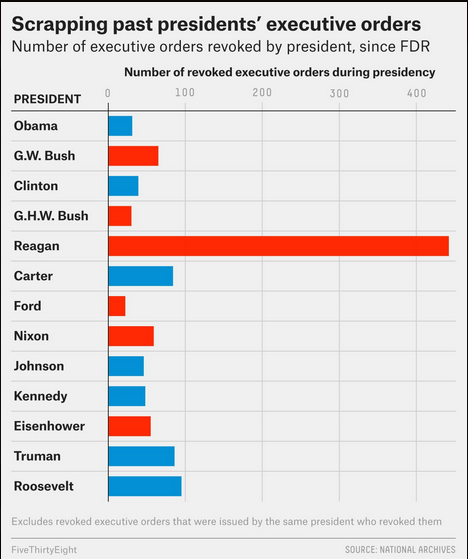 Scrapping past presidents’ executive orders
Number of executive orders revoked by president, since FDR
Number of revoked executive orders during presidency
PRESIDENT 0 100 200 300 400
Obama
G.W. Bush
Clinton
G.H.W. Bush
Reagan
Carter
Ford
Nixon
Johnson
Kennedy
Eisenhower
Truman
Roosevelt
Excludes revoked executive orders that were issued by the same president who revoked them
FiveThirtyEight SOURCE: NATIONAL ARCHIVES